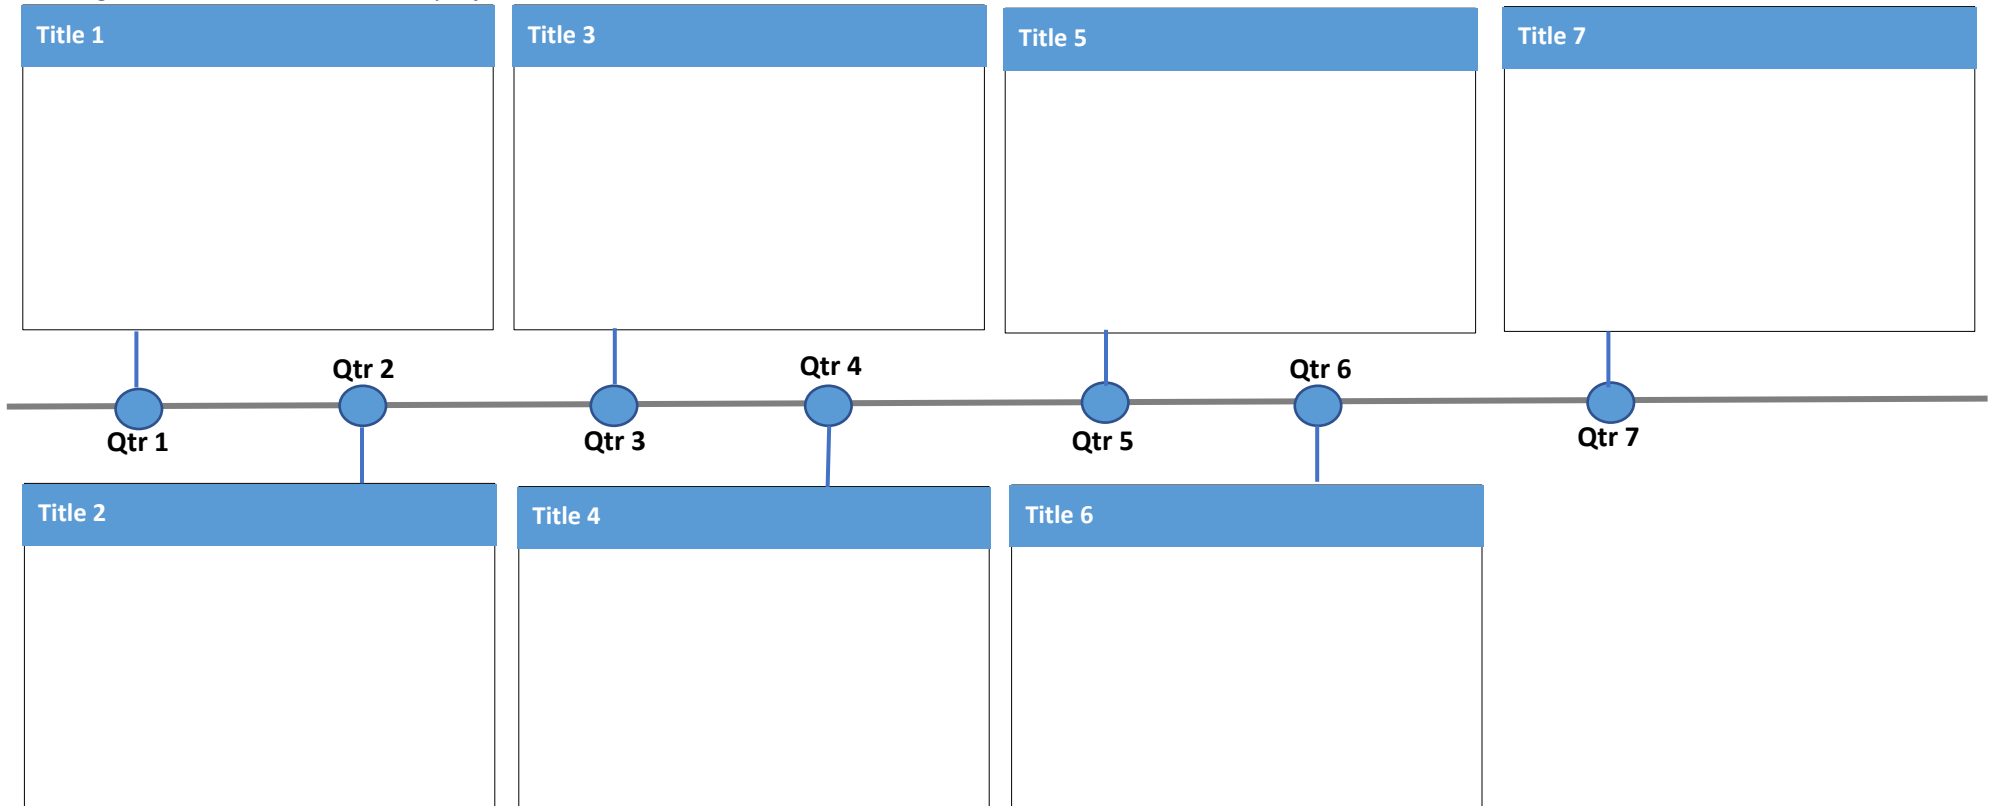 Title 1
Title 3
Title 5
Title 7
Qtr 2
Qtr 4
Qtr 6
Qtr 1
Qtr 3
Qtr 5
Qtr 7
Title 2
Title 4
Title 6